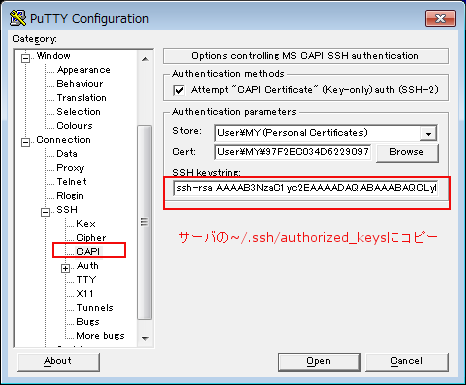 PuTTY Configuration
Category:
Window
Appearance
Behaviour
Translation
Selection
Colours
Connection
Data
Proxy
Telnet
Rlogin
SSH
Kex
Cipher
CAPI
Auth
TTY
X11
Tunnels
Bugs
More bugs
Options controlling MS CAPI SSH authentication
Authentication methods
Attempt "CAPI Certificate" (Key-only) auth (SSH-2)
Authentication parameters
Store:
User¥MY (Personal Certificates)
Cert:
User¥MY¥97F2EC034D6229097
Browse
SSH keystring:
ssh-rsa AAAAB3NzaC1yc2EAAAADAQABAAABAQCLyl
サーバの~/.ssh/authorized_keysにコピー
About
Open
Cancel